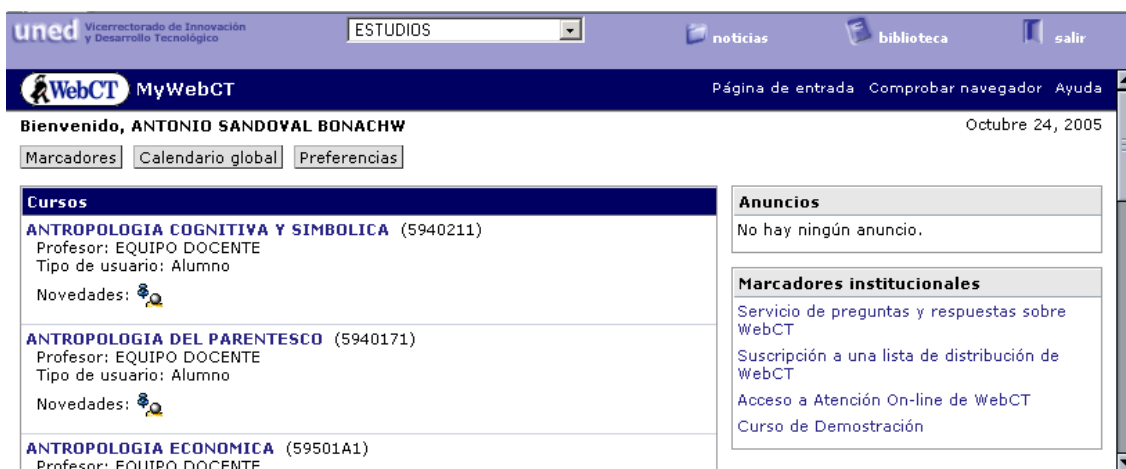 uned Vicerrectorado de Innovación
y Desarrollo Tecnológico
ESTUDIOS
noticias
biblioteca
salir
WebCT MyWebCT
Página de entrada Comprobar navegador Ayuda
Bienvenido, ANTONIO SANDOVAL BONACHW
Octubre 24, 2005
Marcadores Calendario global Preferencias
Cursos
ANTROPOLOGIA COGNITIVA Y SIMBOLICA (5940211)
Profesor: EQUIPO DOCENTE
Tipo de usuario: Alumno
Novedades:
ANTROPOLOGIA DEL PARENTESCO (5940171)
Profesor: EQUIPO DOCENTE
Tipo de usuario: Alumno
Novedades:
ANTROPOLOGIA ECONOMICA (59501A1)
Profesor: EQUIPO DOCENTE
Anuncios
No hay ningún anuncio.
Marcadores institucionales
Servicio de preguntas y respuestas sobre
WebCT
Suscripción a una lista de distribución de
WebCT
Acceso a Atención On-line de WebCT
Curso de Demostración